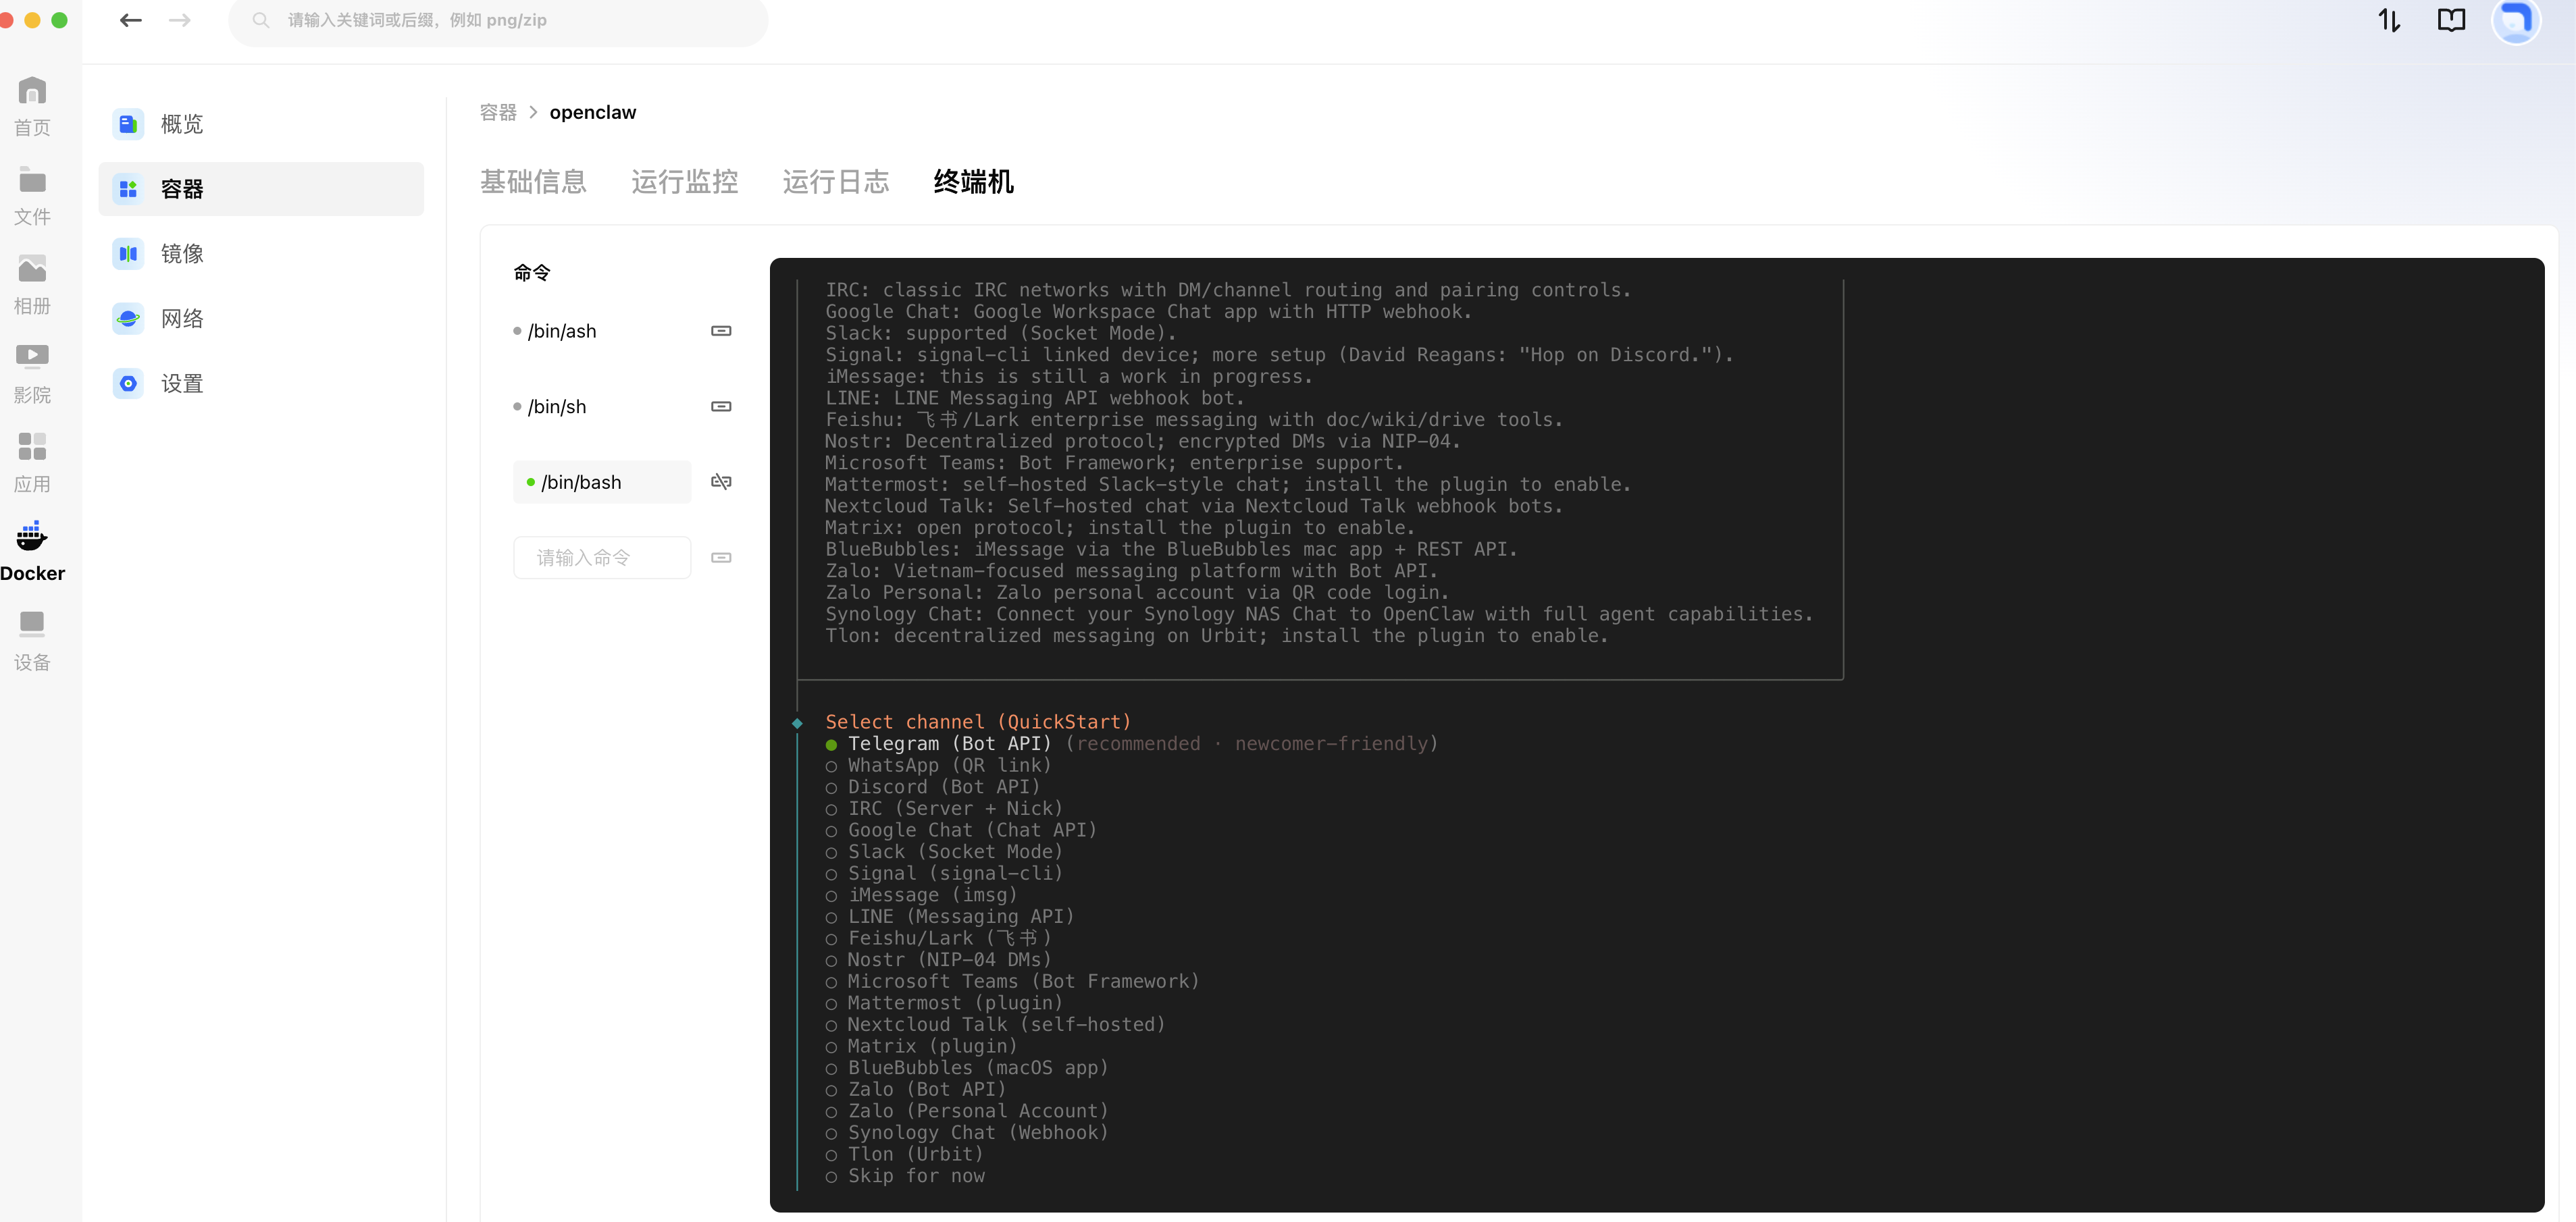 请输入关键词或后缀，例如 png/zip
首页
文件
相册
影院
应用
Docker
设备
概览
容器
镜像
网络
设置
容器 > openclaw
基础信息 运行监控 运行日志 终端机
命令
/bin/ash
/bin/sh
/bin/bash
请输入命令
IRC: classic IRC networks with DM/channel routing and pairing controls.
Google Chat: Google Workspace Chat app with HTTP webhook.
Slack: supported (Socket Mode).
Signal: signal-cli linked device; more setup (David Reagans: "Hop on Discord.").
iMessage: this is still a work in progress.
LINE: LINE Messaging API webhook bot.
Feishu: 飞书/Lark enterprise messaging with doc/wiki/drive tools.
Nostr: Decentralized protocol; encrypted DMs via NIP-04.
Microsoft Teams: Bot Framework; enterprise support.
Mattermost: self-hosted Slack-style chat; install the plugin to enable.
Nextcloud Talk: Self-hosted chat via Nextcloud Talk webhook bots.
Matrix: open protocol; install the plugin to enable.
BlueBubbles: iMessage via the BlueBubbles mac app + REST API.
Zalo: Vietnam-focused messaging platform with Bot API.
Zalo Personal: Zalo personal account via QR code login.
Synology Chat: Connect your Synology NAS Chat to OpenClaw with full agent capabilities.
Tlon: decentralized messaging on Urbit; install the plugin to enable.
Select channel (QuickStart)
● Telegram (Bot API) (recommended · newcomer-friendly)
○ WhatsApp (QR link)
○ Discord (Bot API)
○ IRC (Server + Nick)
○ Google Chat (Chat API)
○ Slack (Socket Mode)
○ Signal (signal-cli)
○ iMessage (imsg)
○ LINE (Messaging API)
○ Feishu/Lark (飞书)
○ Nostr (NIP-04 DMs)
○ Microsoft Teams (Bot Framework)
○ Mattermost (plugin)
○ Nextcloud Talk (self-hosted)
○ Matrix (plugin)
○ BlueBubbles (macOS app)
○ Zalo (Bot API)
○ Zalo (Personal Account)
○ Synology Chat (Webhook)
○ Tlon (Urbit)
○ Skip for now